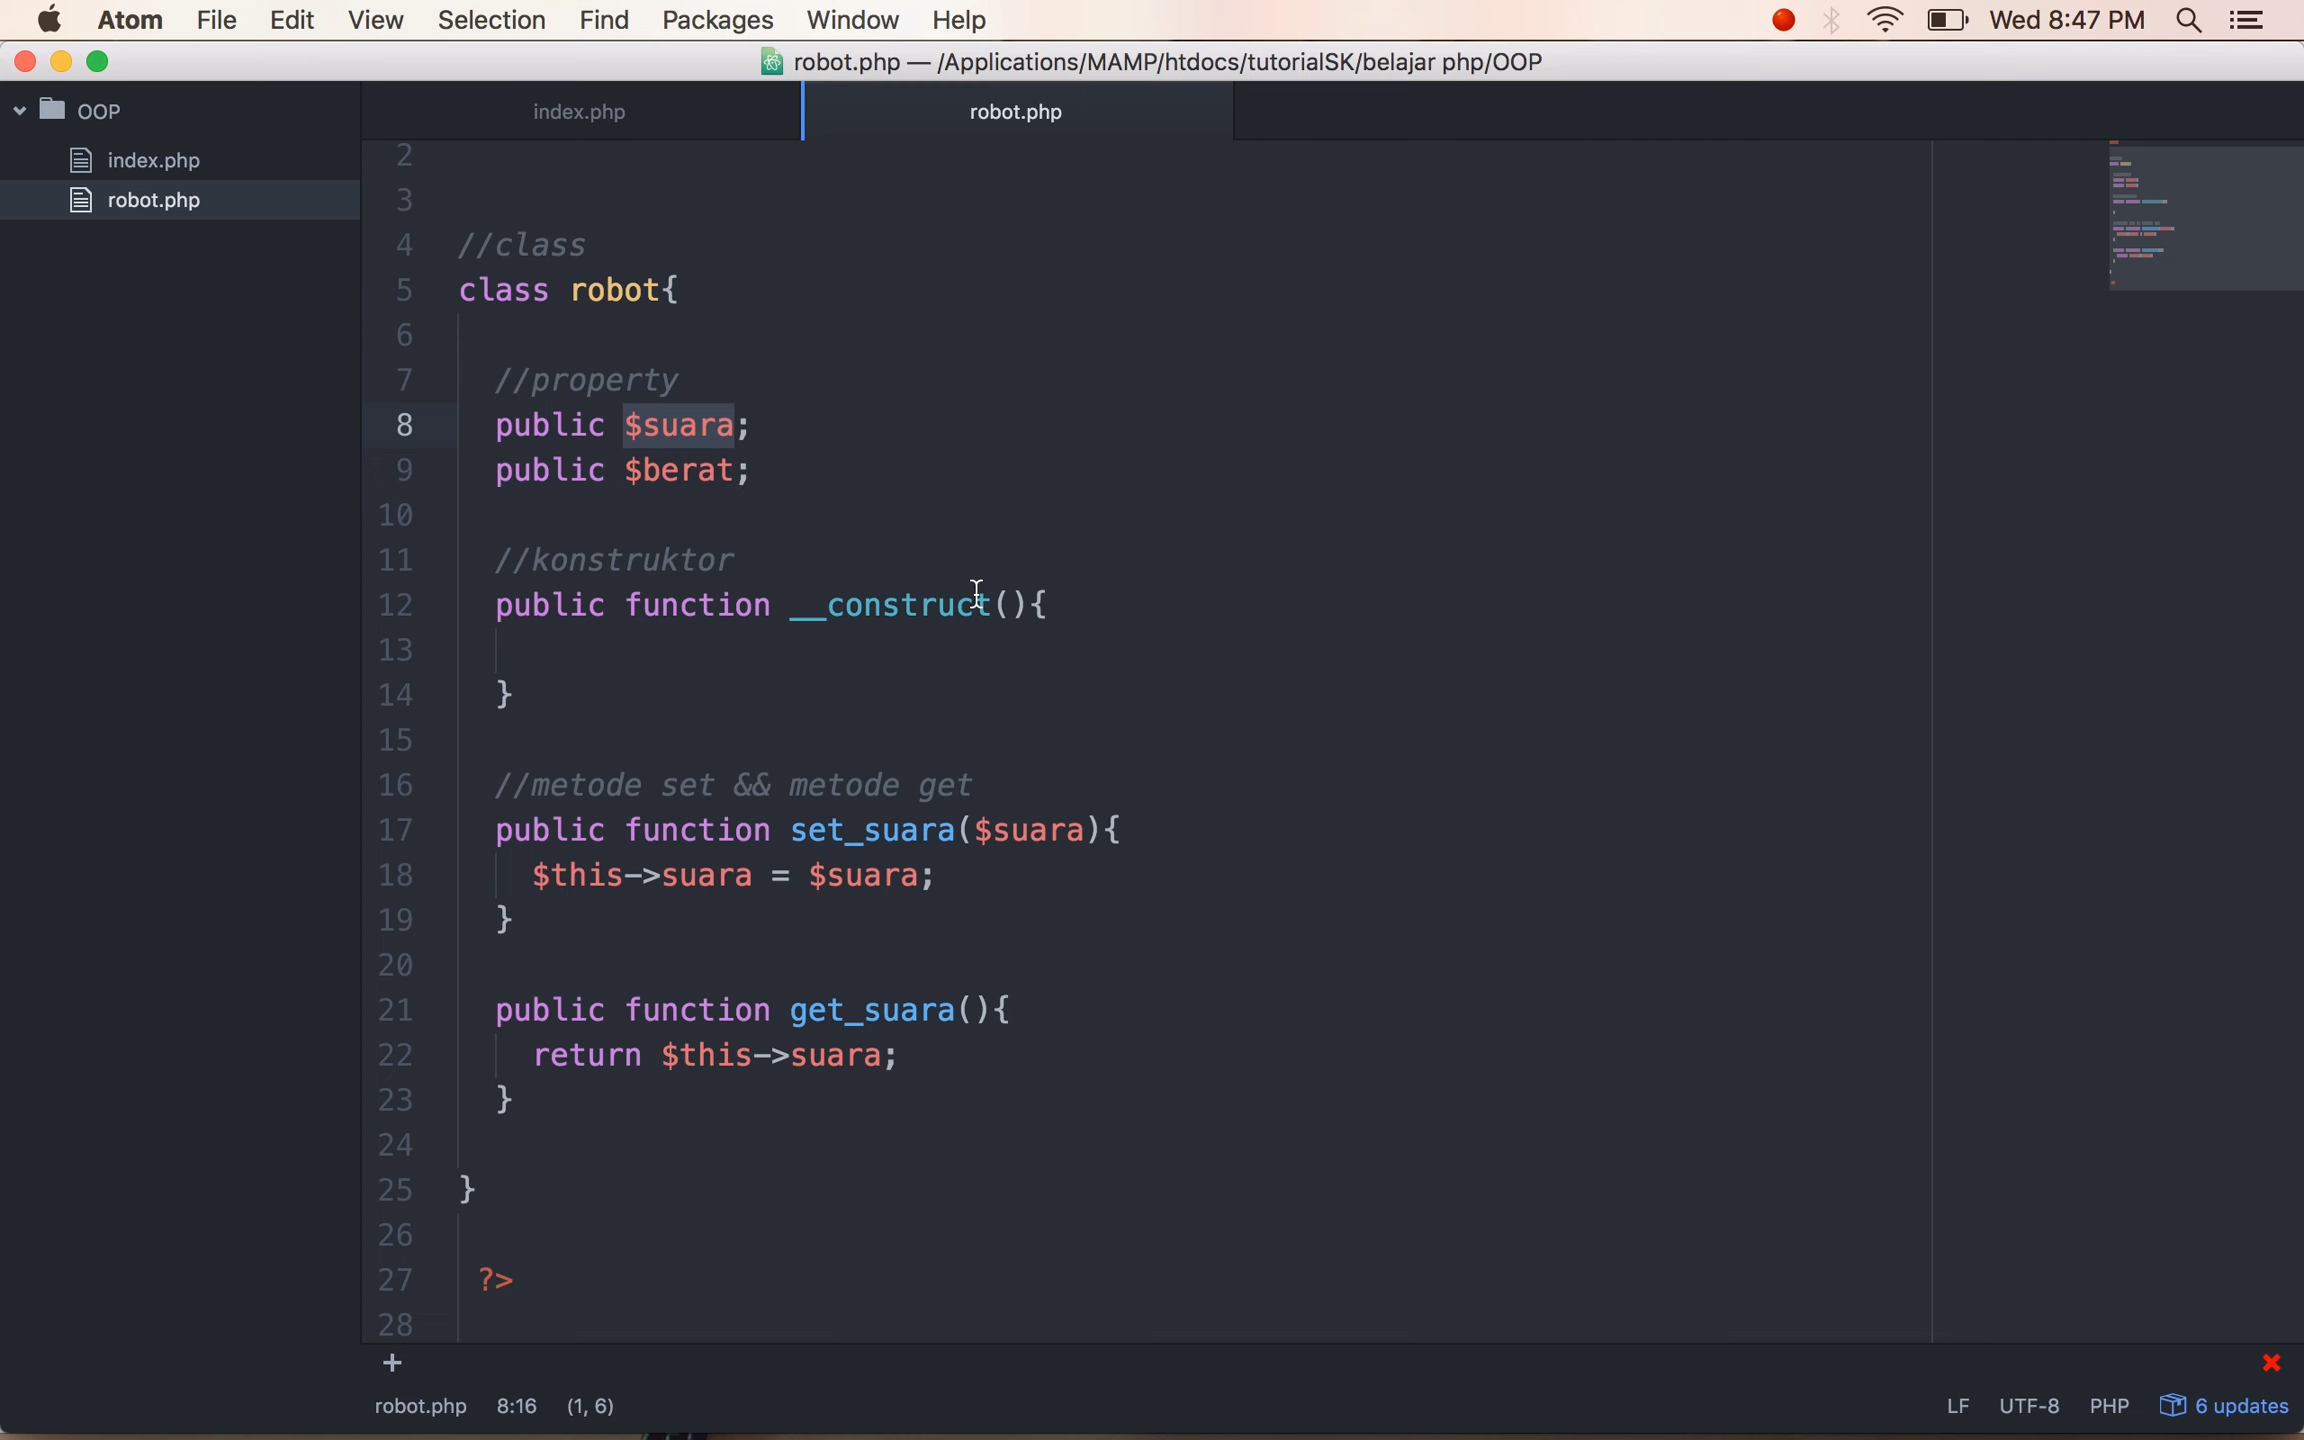 Atom File Edit View Selection Find Packages Window Help Wed 8:47 PM
robot.php — /Applications/MAMP/htdocs/tutorialSK/belajar php/OOP
OOP
index.php
robot.php
index.php robot.php
2
3
4 //class
5 class robot{
6
7 //property
8 public $suara;
9 public $berat;
10
11 //konstruktor
12 public function __construct(){
13
14 }
15
16 //metode set && metode get
17 public function set_suara($suara){
18 $this->suara = $suara;
19 }
20
21 public function get_suara(){
22 return $this->suara;
23 }
24
25 }
26
27 ?>
28
+
robot.php 8:16 (1, 6) LF UTF-8 PHP 6 updates